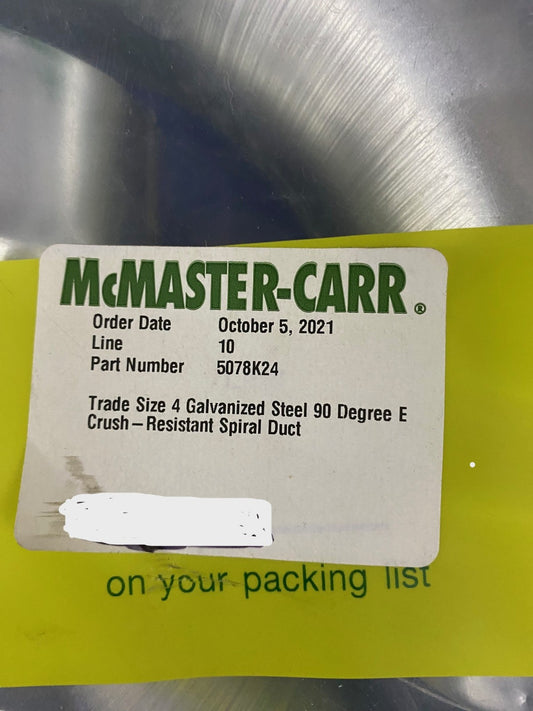 McMASTER-CARR®
Order Date October 5, 2021
Line 10
Part Number 5078K24
Trade Size 4 Galvanized Steel 90 Degree E
Crush-Resistant Spiral Duct
on your packing list